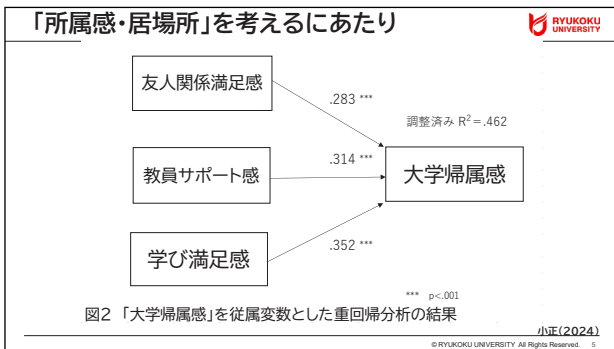 「所属感・居場所」を考えるにあたり
RYUKOKU
UNIVERSITY
友人関係満足感
.283 ***
調整済み R²=.462
教員サポート感
.314 ***
大学帰属感
学び満足感
.352 ***
*** p<.001
図2 「大学帰属感」を従属変数とした重回帰分析の結果
小正(2024)
© RYUKOKU UNIVERSITY All Rights Reserved. 5